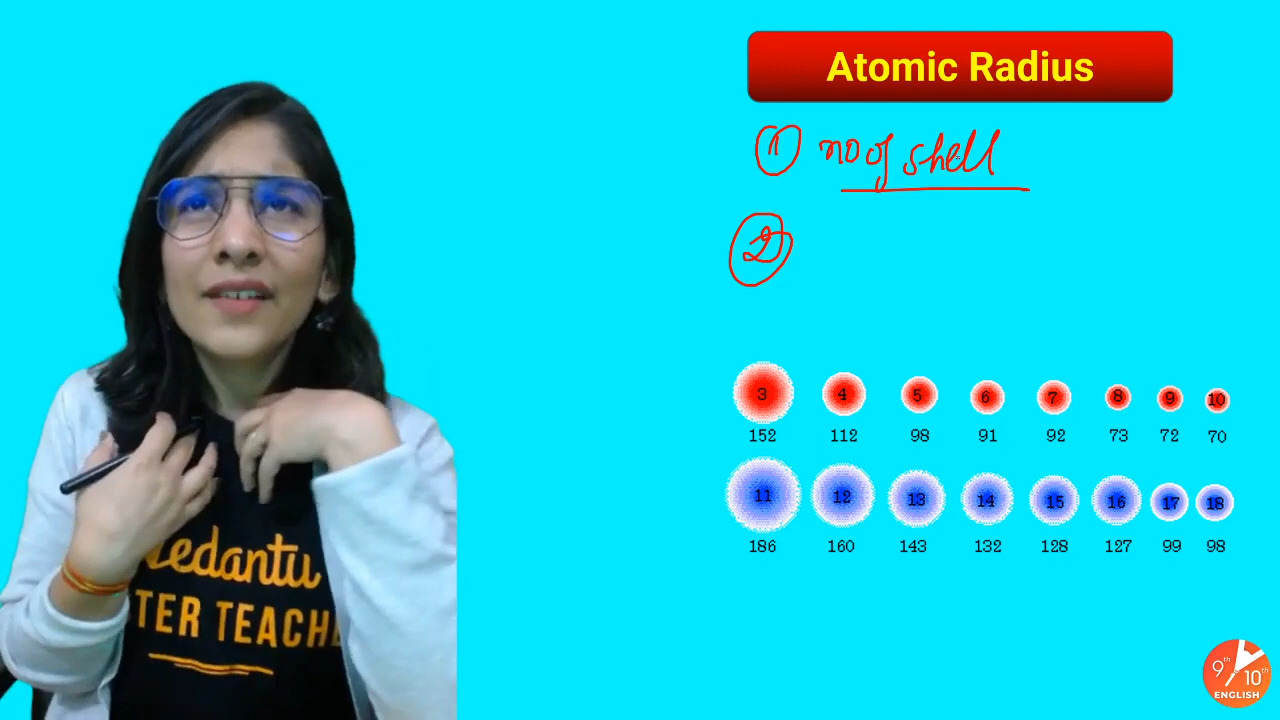 Atomic Radius
① no of shell
②
3 4 5 6 7 8 9 10
152 112 98 91 92 73 72 70
11 12 13 14 15 16 17 18
186 160 143 132 128 127 99 98
Vedantu
TER TEACHE
9th 10th
ENGLISH